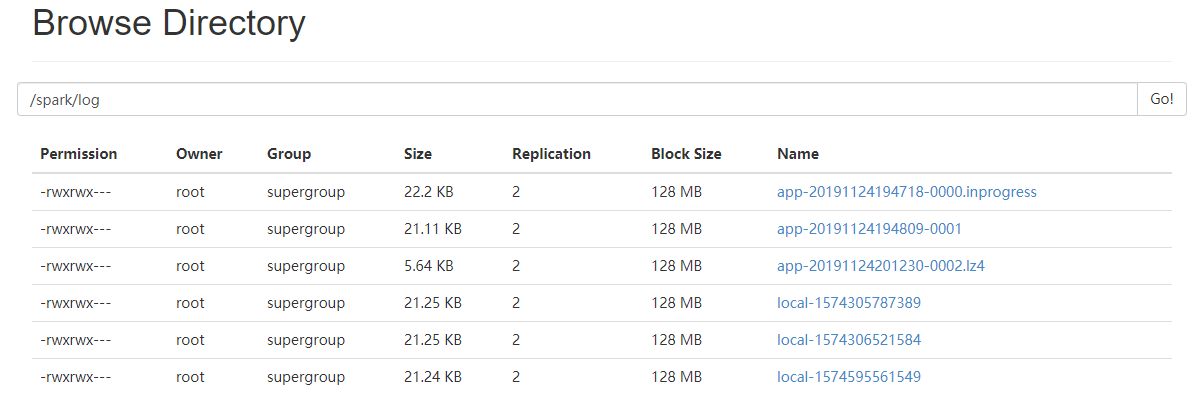 Browse Directory
/spark/log Go!
Permission Owner Group Size Replication Block Size Name
-rwxrwx--- root supergroup 22.2 KB 2 128 MB app-20191124194718-0000.inprogress
-rwxrwx--- root supergroup 21.11 KB 2 128 MB app-20191124194809-0001
-rwxrwx--- root supergroup 5.64 KB 2 128 MB app-20191124201230-0002.lz4
-rwxrwx--- root supergroup 21.25 KB 2 128 MB local-1574305787389
-rwxrwx--- root supergroup 21.25 KB 2 128 MB local-1574306521584
-rwxrwx--- root supergroup 21.24 KB 2 128 MB local-1574595561549